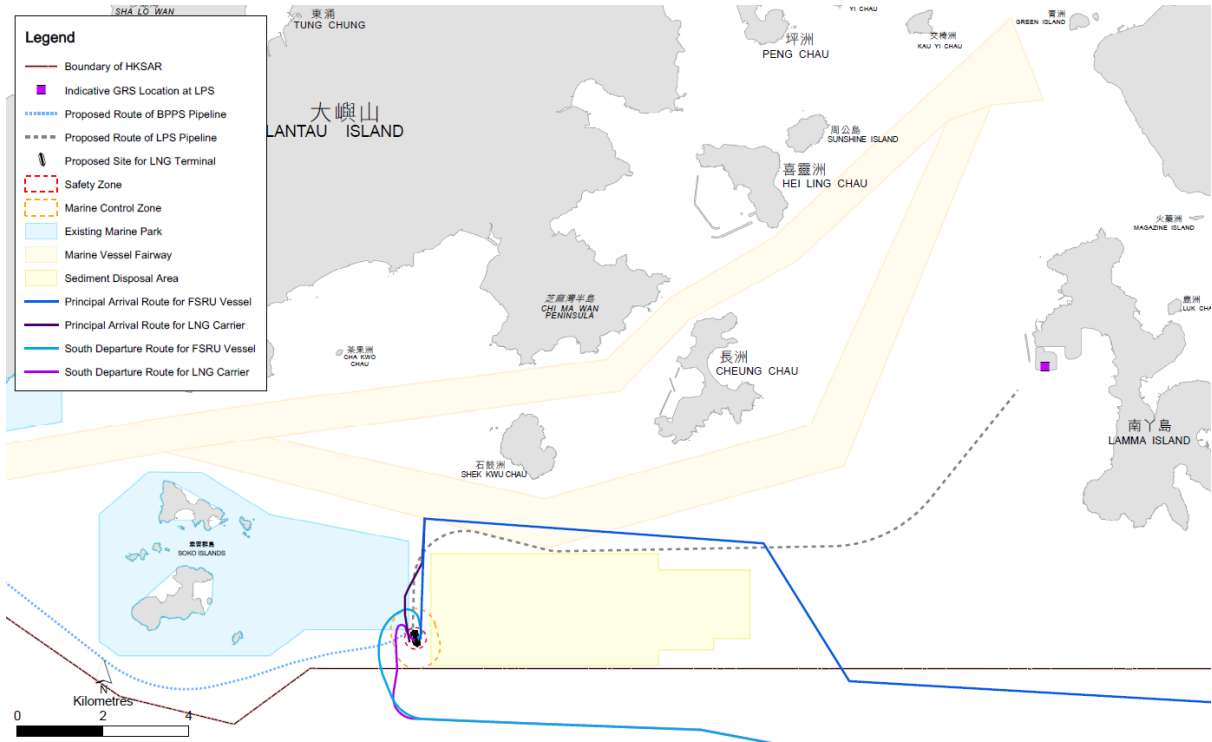 SHA LO WAN
東涌
TUNG CHUNG
YI CHAU
坪洲
PENG CHAU
交椅洲
KAU YI CHAU
青洲
GREEN ISLAND
Legend
Boundary of HKSAR
Indicative GRS Location at LPS
Proposed Route of BPPS Pipeline
Proposed Route of LPS Pipeline
Proposed Site for LNG Terminal
Safety Zone
Marine Control Zone
Existing Marine Park
Marine Vessel Fairway
Sediment Disposal Area
Principal Arrival Route for FSRU Vessel
Principal Arrival Route for LNG Carrier
South Departure Route for FSRU Vessel
South Departure Route for LNG Carrier
大嶼山
LANTAU ISLAND
周公島
SUNSHINE ISLAND
喜靈洲
HEI LING CHAU
火藥洲
MAGAZINE ISLAND
芝麻灣半島
CHI MA WAN
PENINSULA
鹿洲
LUK CHA
茶果洲
CHA KWO
CHAU
長洲
CHEUNG CHAU
南丫島
LAMMA ISLAND
石鼓洲
SHEK KWU CHAU
索罟群島
SOKO ISLANDS
N
Kilometres
0 2 4